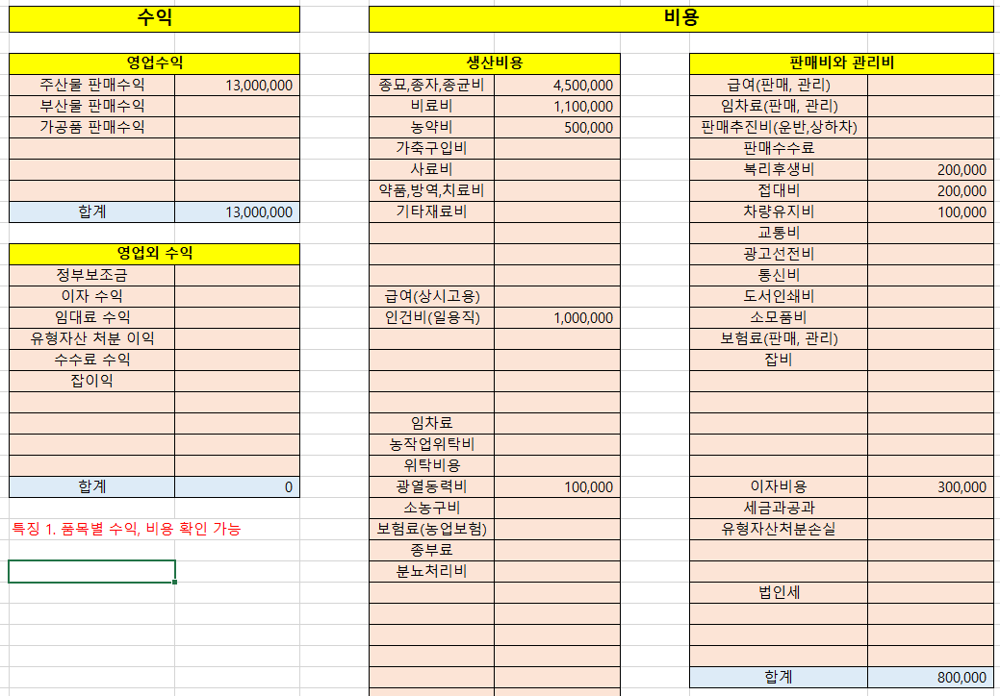 수익
영업수익
주산물 판매수익 13,000,000
부산물 판매수익
가공품 판매수익
합계 13,000,000
영업외 수익
정부보조금
이자 수익
임대료 수익
유형자산 처분 이익
수수료 수익
잡이익
합계 0
특징 1. 품목별 수익, 비용 확인 가능
비용
생산비용
종묘,종자,종균비 4,500,000
비료비 1,100,000
농약비 500,000
가축구입비
사료비
약품,방역,치료비
기타재료비
급여(상시고용)
인건비(일용직) 1,000,000
임차료
농작업위탁비
위탁비용
광열동력비 100,000
소농구비
보험료(농업보험)
종부료
분뇨처리비
판매비와 관리비
급여(판매, 관리)
임차료(판매, 관리)
판매추진비(운반,상하차)
판매수수료
복리후생비 200,000
접대비 200,000
차량유지비 100,000
교통비
광고선전비
통신비
도서인쇄비
소모품비
보험료(판매, 관리)
잡비
이자비용 300,000
세금과공과
유형자산처분손실
법인세
합계 800,000